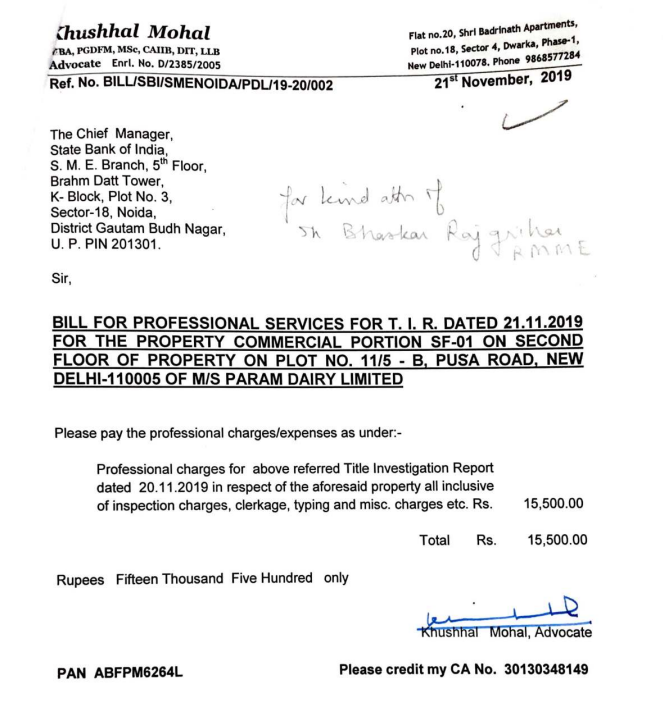 Khushhal Mohal
FBA, PGDFM, MSc, CAIIB, DIT, LLB
Advocate Enrl. No. D/2385/2005
Flat no.20, Shri Badrinath Apartments,
Plot no.18, Sector 4, Dwarka, Phase-1,
New Delhi-110078. Phone 9868577284
Ref. No. BILL/SBI/SMENOIDA/PDL/19-20/002
21st November, 2019
The Chief Manager,
State Bank of India,
S. M. E. Branch, 5th Floor,
Brahm Datt Tower,
K- Block, Plot No. 3,
Sector-18, Noida,
District Gautam Budh Nagar,
U. P. PIN 201301.
for kind attn of
Sh Bhaskar Raj
RMME
Sir,
BILL FOR PROFESSIONAL SERVICES FOR T. I. R. DATED 21.11.2019
FOR THE PROPERTY COMMERCIAL PORTION SF-01 ON SECOND
FLOOR OF PROPERTY ON PLOT NO. 11/5 - B, PUSA ROAD, NEW
DELHI-110005 OF M/S PARAM DAIRY LIMITED
Please pay the professional charges/expenses as under:-
Professional charges for above referred Title Investigation Report
dated 20.11.2019 in respect of the aforesaid property all inclusive
of inspection charges, clerkage, typing and misc. charges etc. Rs. 15,500.00
Total Rs. 15,500.00
Rupees Fifteen Thousand Five Hundred only
Khushhal Mohal, Advocate
PAN ABFPM6264L
Please credit my CA No. 30130348149